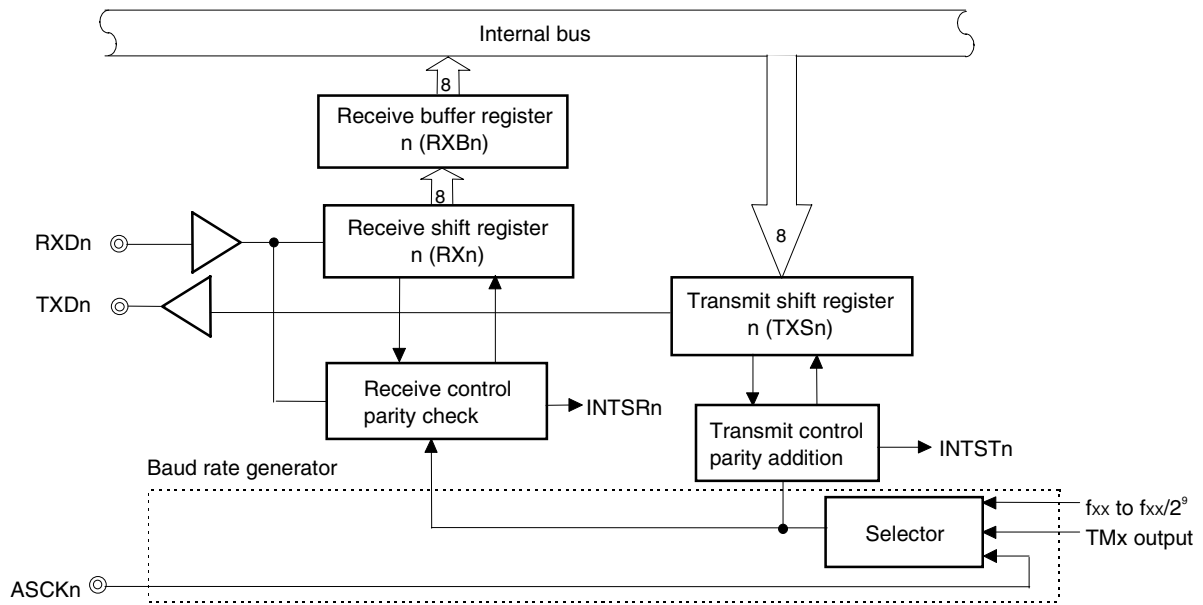 Internal bus
8
Receive buffer register
n (RXBn)
8
Receive shift register
n (RXn)
RXDn
8
TXDn
Transmit shift register
n (TXSn)
Receive control
parity check
INTSRn
Transmit control
parity addition
INTSTn
Baud rate generator
fxx to fxx/2⁹
Selector
TMx output
ASCKn